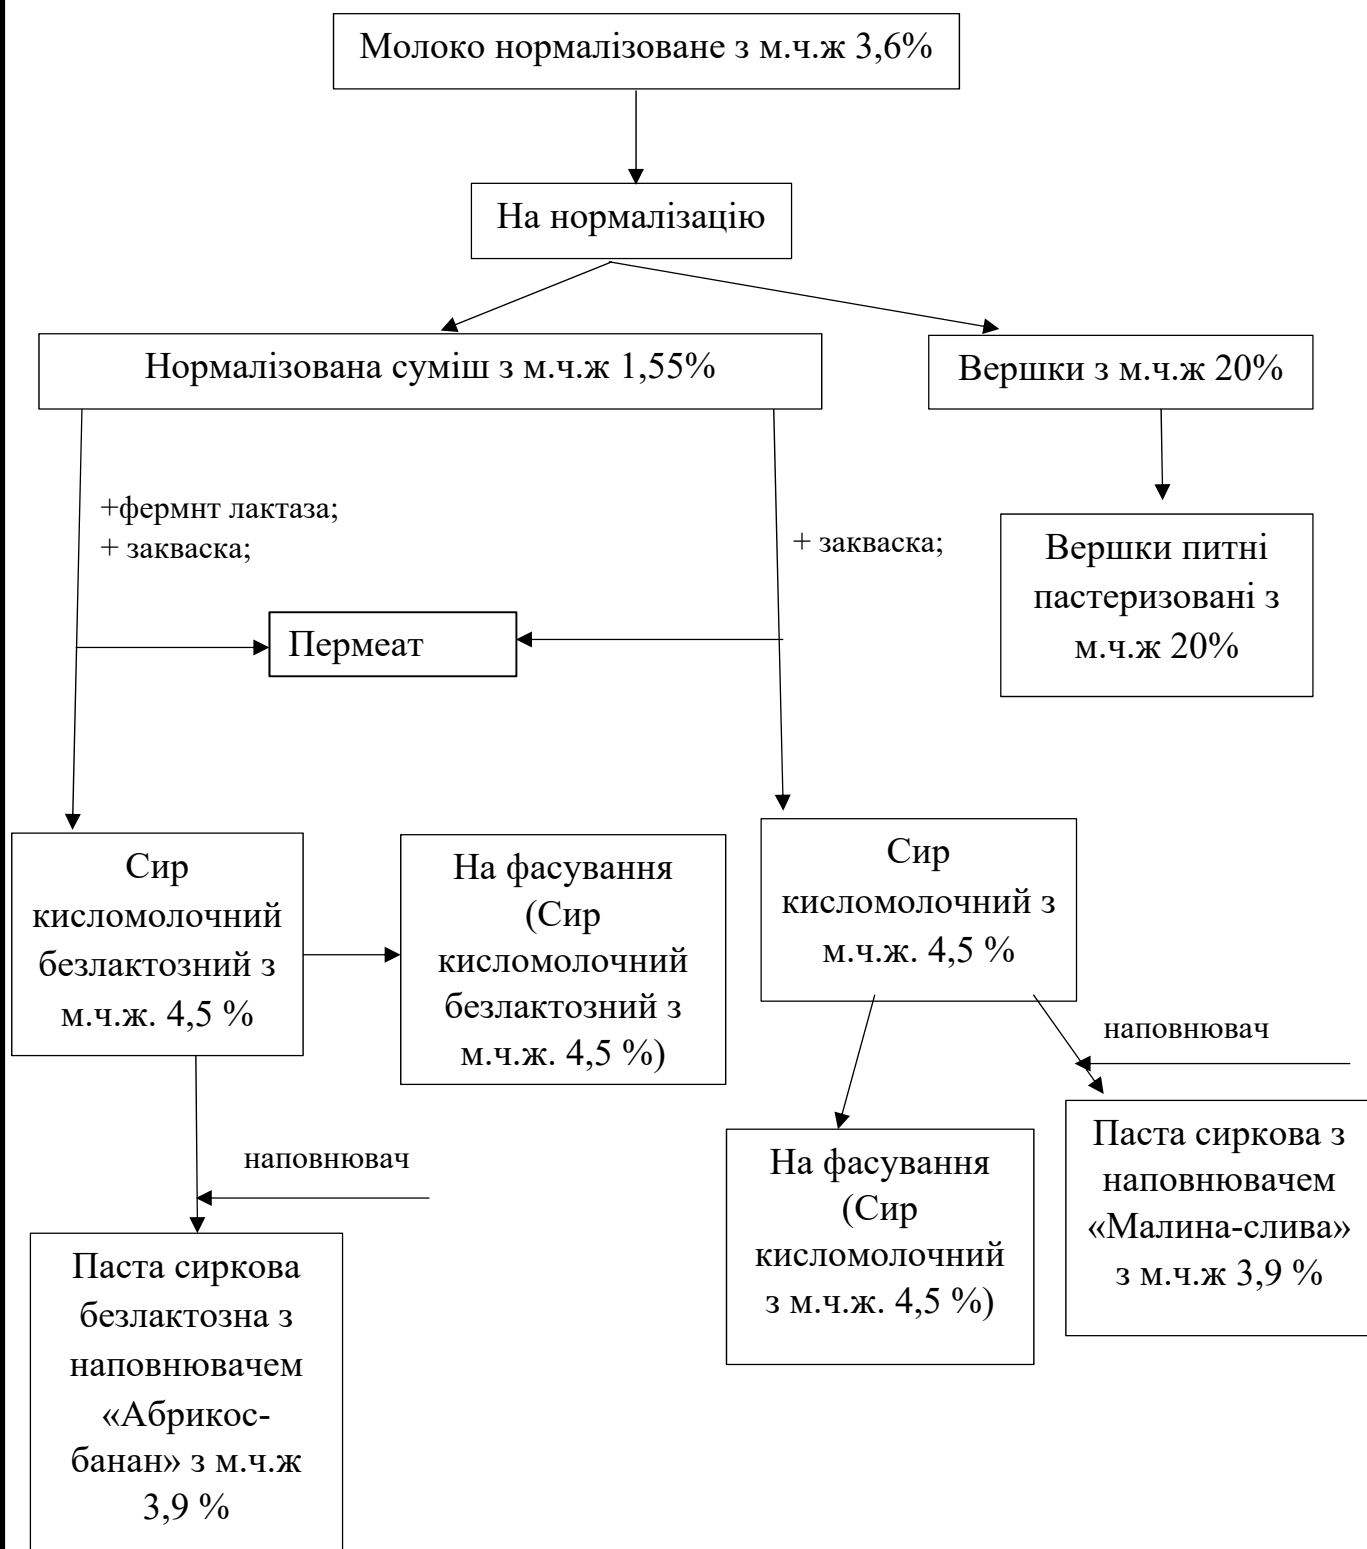 Молоко нормалізоване з м.ч.ж 3,6%
На нормалізацію
Нормалізована суміш з м.ч.ж 1,55%
Вершки з м.ч.ж 20%
+фермнт лактаза;
+ закваска;
+ закваска;
Вершки питні
пастеризовані з
м.ч.ж 20%
Пермеат
Сир
кисломолочний
безлактозний з
м.ч.ж. 4,5 %
На фасування
(Сир
кисломолочний
безлактозний з
м.ч.ж. 4,5 %)
Сир
кисломолочний з
м.ч.ж. 4,5 %
наповнювач
наповнювач
На фасування
(Сир
кисломолочний
з м.ч.ж. 4,5 %)
Паста сиркова з
наповнювачем
«Малина-слива»
з м.ч.ж 3,9 %
Паста сиркова
безлактозна з
наповнювачем
«Абрикос-
банан» з м.ч.ж
3,9 %